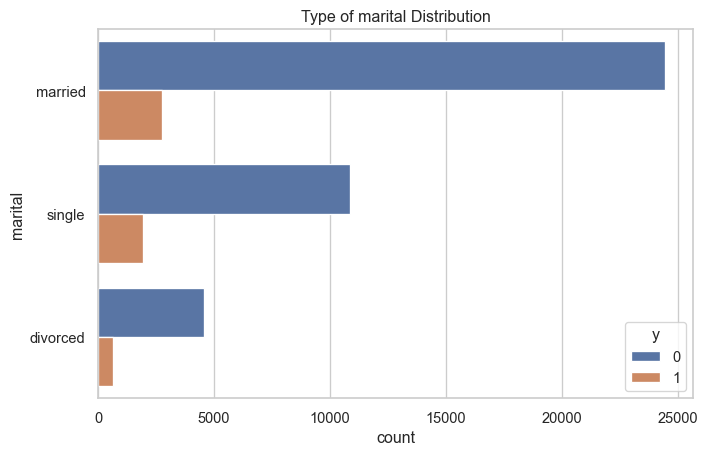 Type of marital Distribution
marital
married
single
divorced
0 5000 10000 15000 20000 25000
count
y
0
1